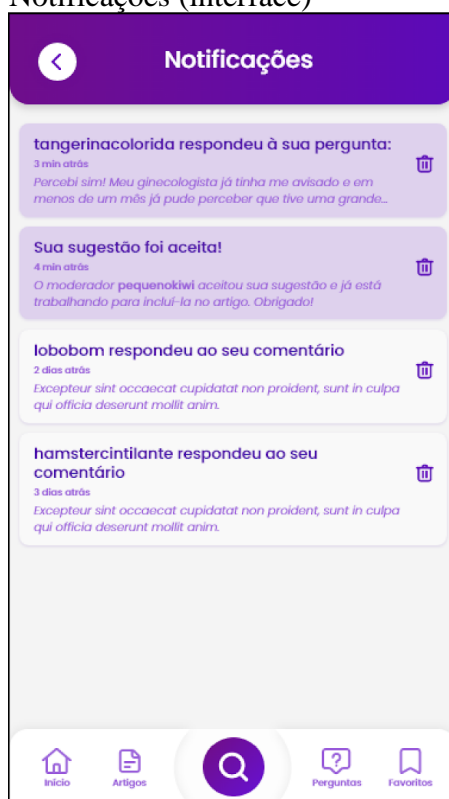 Notificações (interface)
Notificações
tangerinacolorida respondeu à sua pergunta:
3 min atrás
Percebi sim! Meu ginecologista já tinha me avisado e em
menos de um mês já pude perceber que tive uma grande...
Sua sugestão foi aceita!
4 min atrás
O moderador pequenokiwi aceitou sua sugestão e já está
trabalhando para incluí-la no artigo. Obrigado!
lobobom respondeu ao seu comentário
2 dias atrás
Excepteur sint occaecat cupidatat non proident, sunt in culpa
qui officia deserunt mollit anim.
hamstercintilante respondeu ao seu
comentário
3 dias atrás
Excepteur sint occaecat cupidatat non proident, sunt in culpa
qui officia deserunt mollit anim.
Início Artigos Perguntas Favoritos